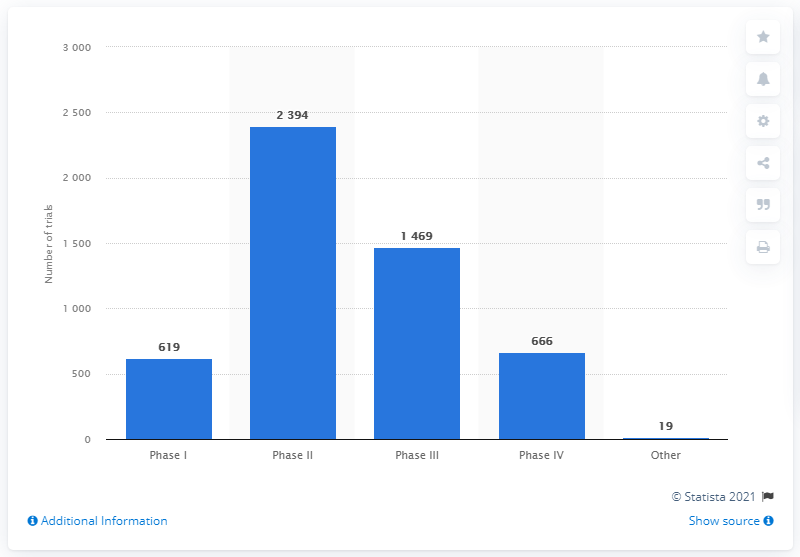 3 000
2 500
2 000
1 500
1 000
500
0
Number of trials
619
2 394
1 469
666
19
Phase I
Phase II
Phase III
Phase IV
Other
© Statista 2021
Additional Information
Show source